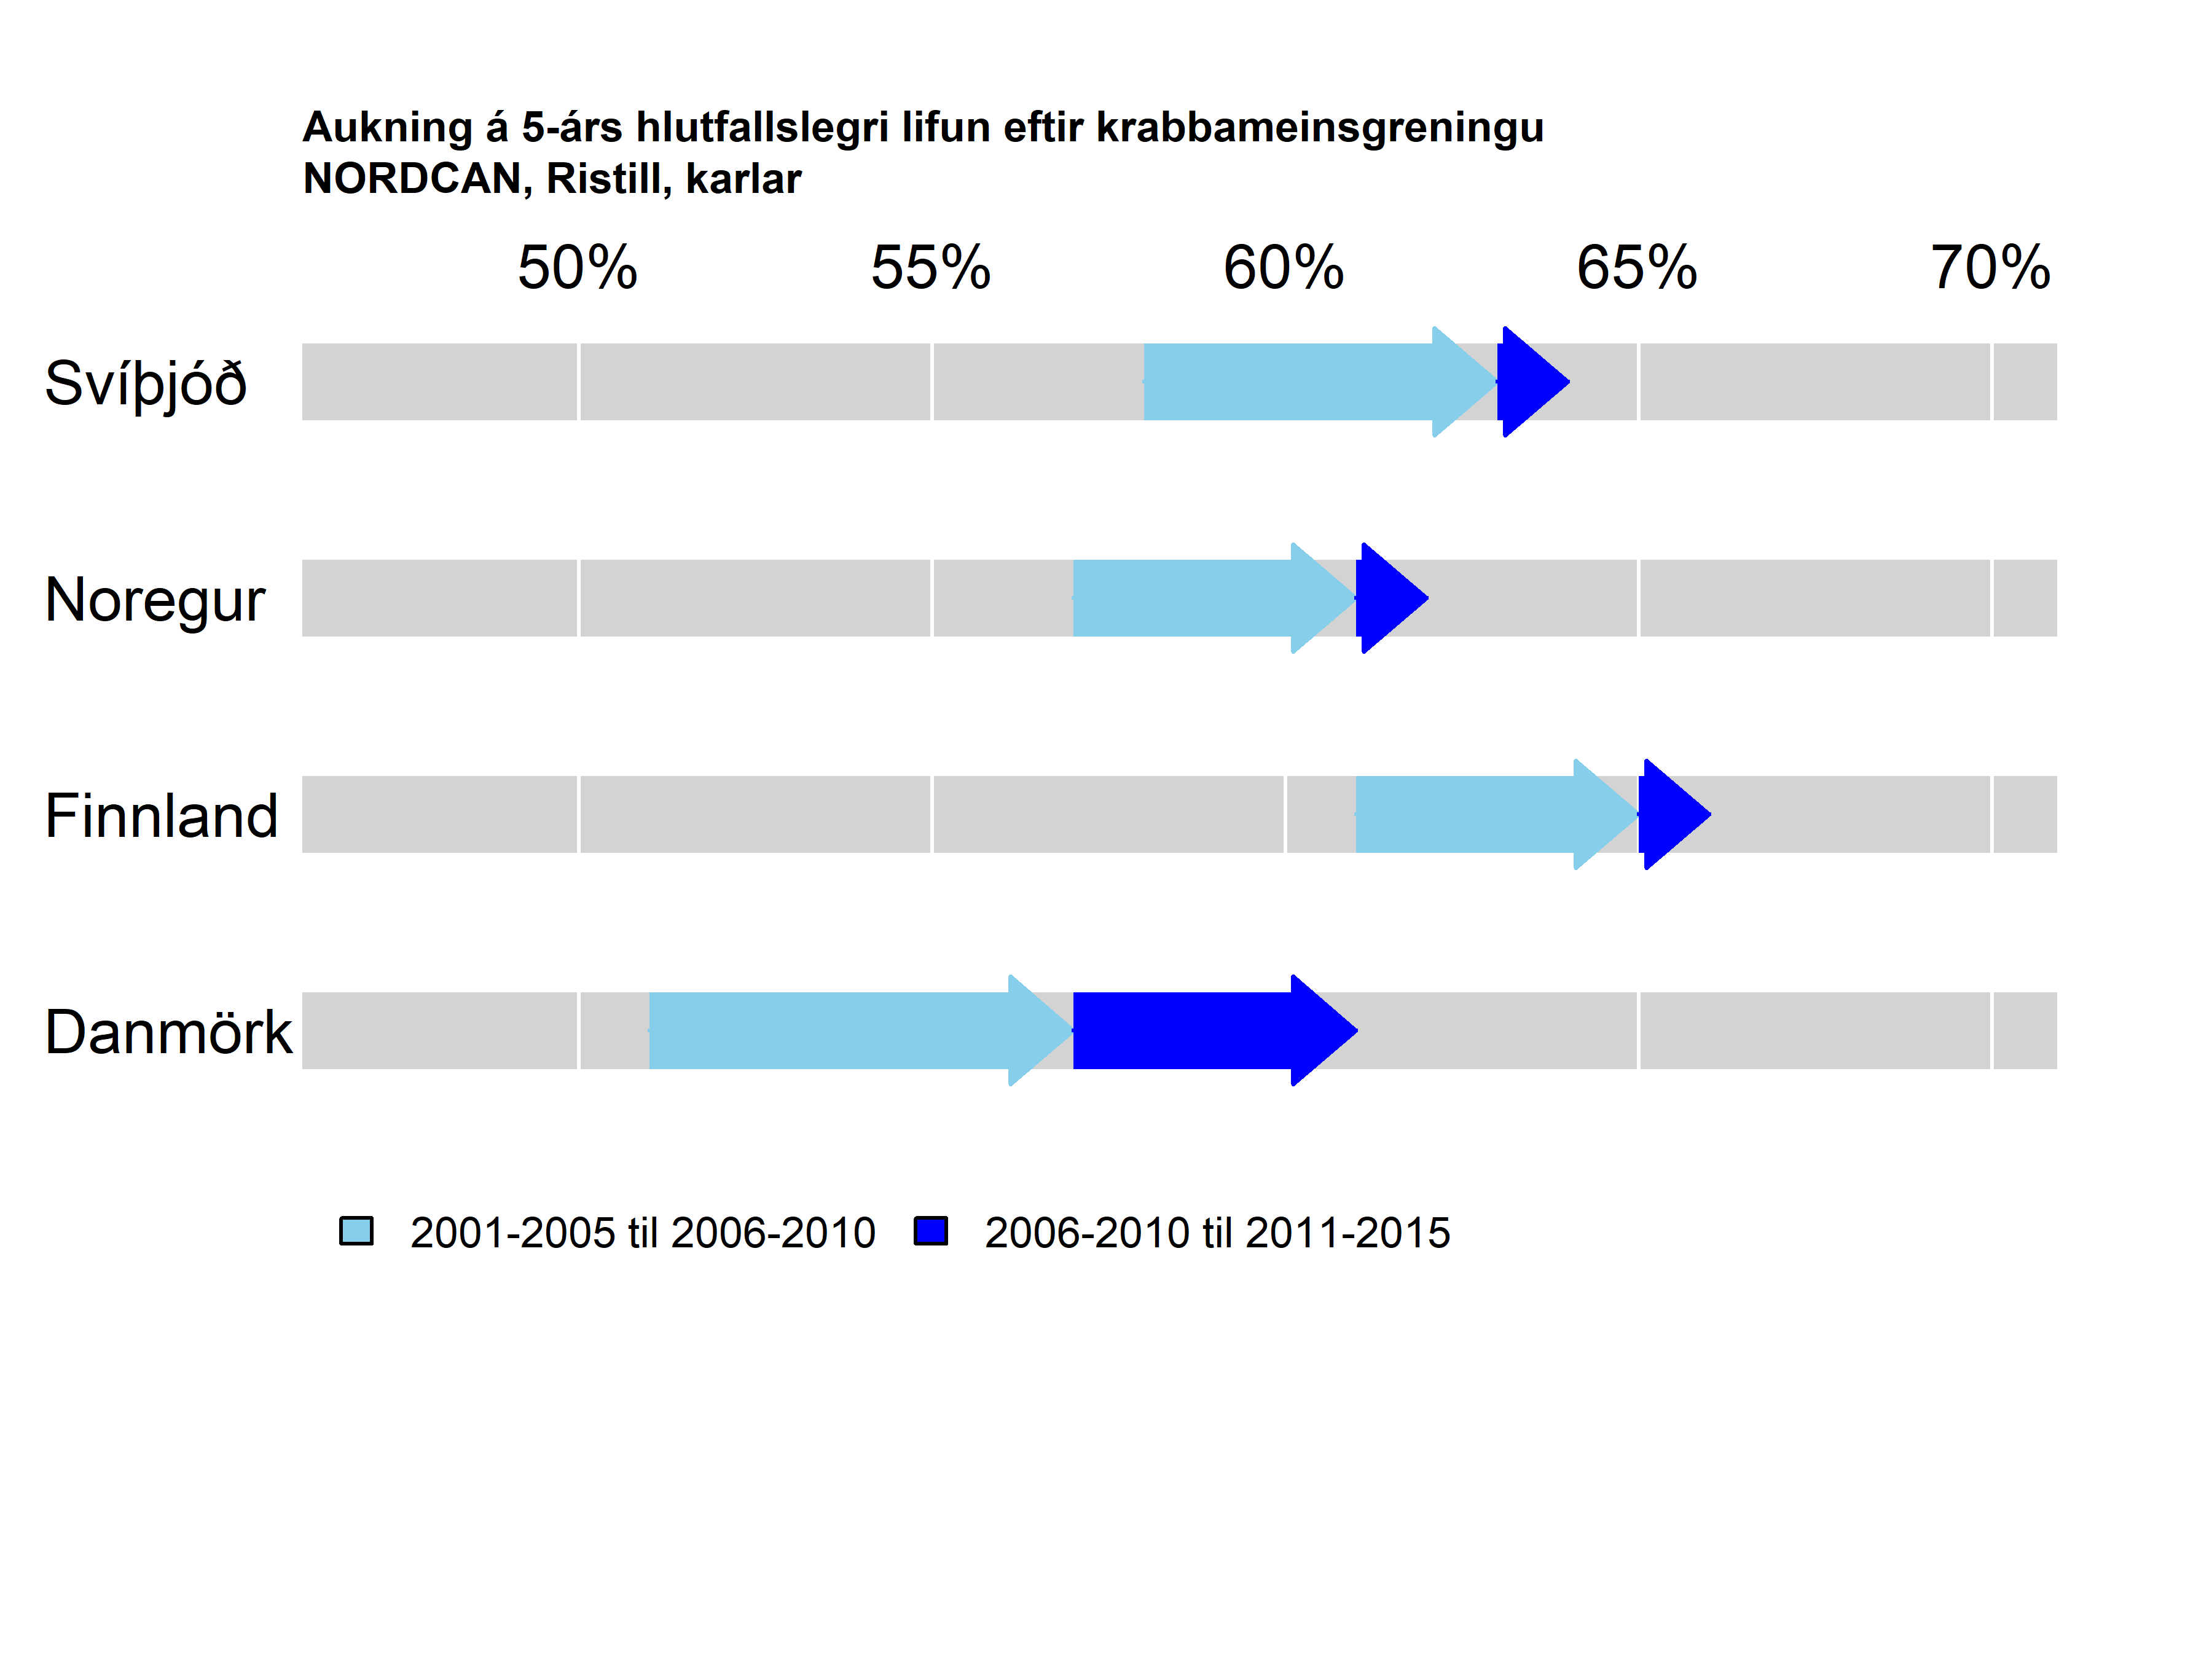 Aukning á 5-árs hlutfallslegri lifun eftir krabbameinsgreningu
NORDCAN, Ristill, karlar
50% 55% 60% 65% 70%
Svíþjóð
Noregur
Finnland
Danmörk
2001-2005 til 2006-2010 2006-2010 til 2011-2015